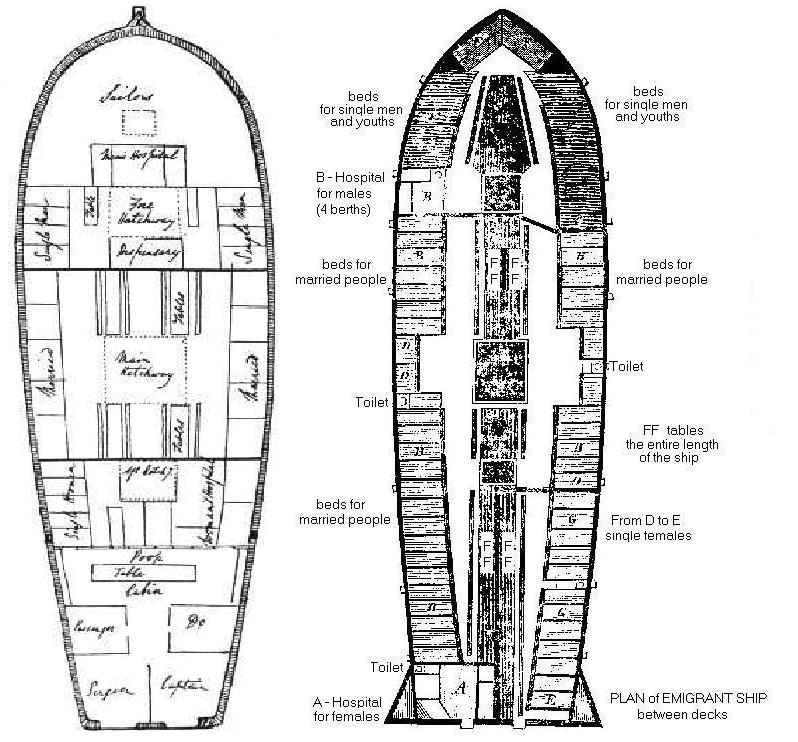 Sailors
Mens Hospital
Single Men
Table
Fore
Hatchway
Single Men
Dispensary
Tables
Married
Main
Hatchway
Married
Tables
Single Women
Womens Hospital
Poop
Table
Cabin
Passenger
Do
Surgeon
Captain
beds
for single men
and youths
beds
for single men
and youths
B - Hospital
for males
(4 berths)
B
beds for
married people
B
F F
F F
B
beds for
married people
Toilet
Toilet
FF tables
the entire length
of the ship
B
D
beds for
married people
F F
F F
G
From D to E
single females
G
Toilet
A - Hospital
for females
A
E
PLAN of EMIGRANT SHIP
between decks